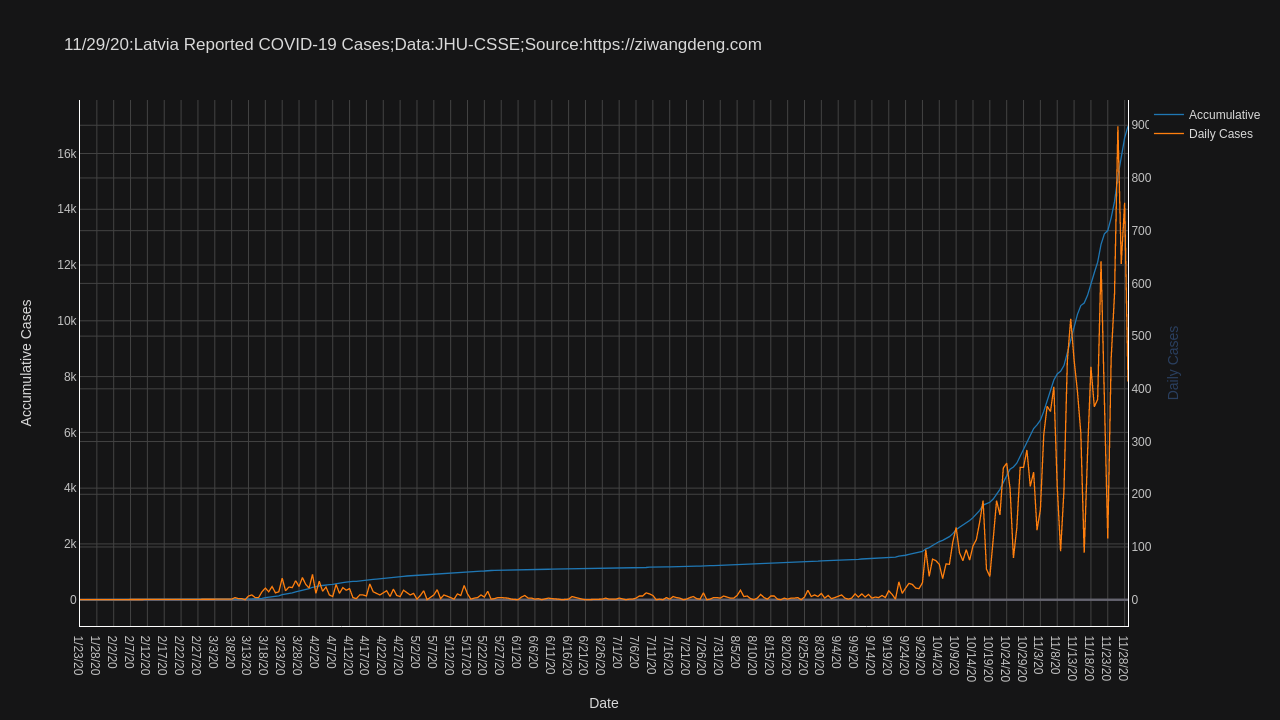 11/29/20:Latvia Reported COVID-19 Cases;Data:JHU-CSSE;Source:https://ziwangdeng.com
Accumulative
Daily Cases
Accumulative Cases
16k
14k
12k
10k
8k
6k
4k
2k
0
900
800
700
600
500
400
300
200
100
0
Daily Cases
1/23/20 1/28/20 2/2/20 2/7/20 2/12/20 2/17/20 2/22/20 2/27/20 3/3/20 3/8/20 3/13/20 3/18/20 3/23/20 3/28/20 4/2/20 4/7/20 4/12/20 4/17/20 4/22/20 4/27/20 5/2/20 5/7/20 5/12/20 5/17/20 5/22/20 5/27/20 6/1/20 6/6/20 6/11/20 6/16/20 6/21/20 6/26/20 7/1/20 7/6/20 7/11/20 7/16/20 7/21/20 7/26/20 7/31/20 8/5/20 8/10/20 8/15/20 8/20/20 8/25/20 8/30/20 9/4/20 9/9/20 9/14/20 9/19/20 9/24/20 9/29/20 10/4/20 10/9/20 10/14/20 10/19/20 10/24/20 10/29/20 11/3/20 11/8/20 11/13/20 11/18/20 11/23/20 11/28/20
Date